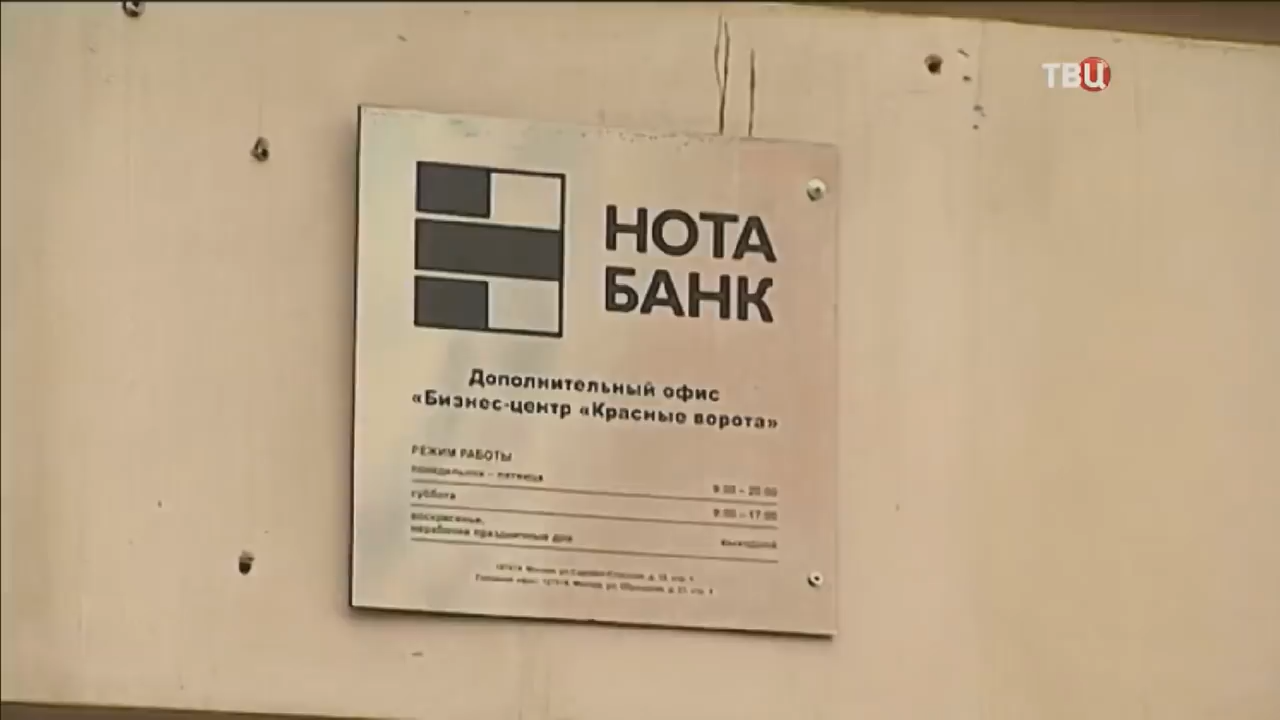 ТВЦ
НОТА
БАНК
Дополнительный офис
«Бизнес-центр «Красные ворота»
РЕЖИМ РАБОТЫ
понедельник – пятница 9:00 – 20:00
суббота 9:00 – 17:00
воскресенье,
нерабочие праздничные дни выходной